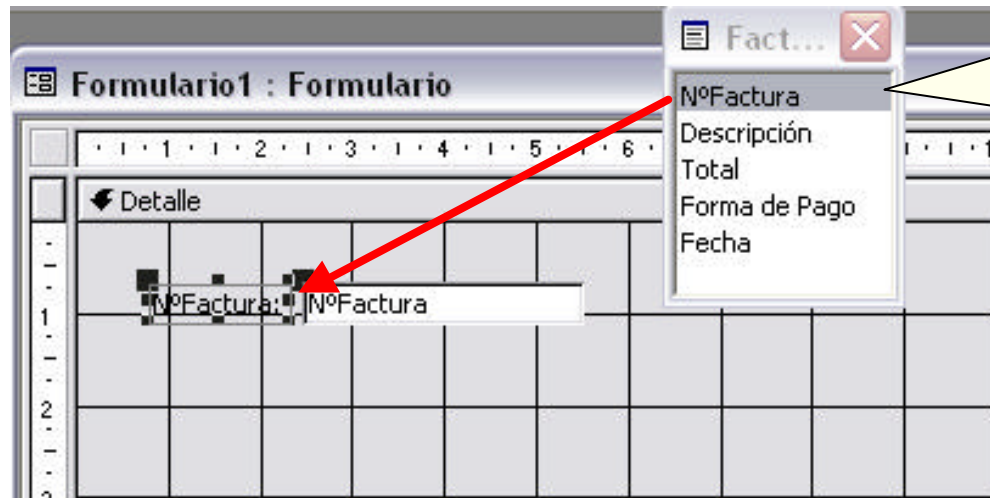 Fact...
Formulario1 : Formulario
NºFactura
Descripción
Total
Forma de Pago
Fecha
1 2 3 4 5 6 1
Detalle
NºFactura: NºFactura
1
2